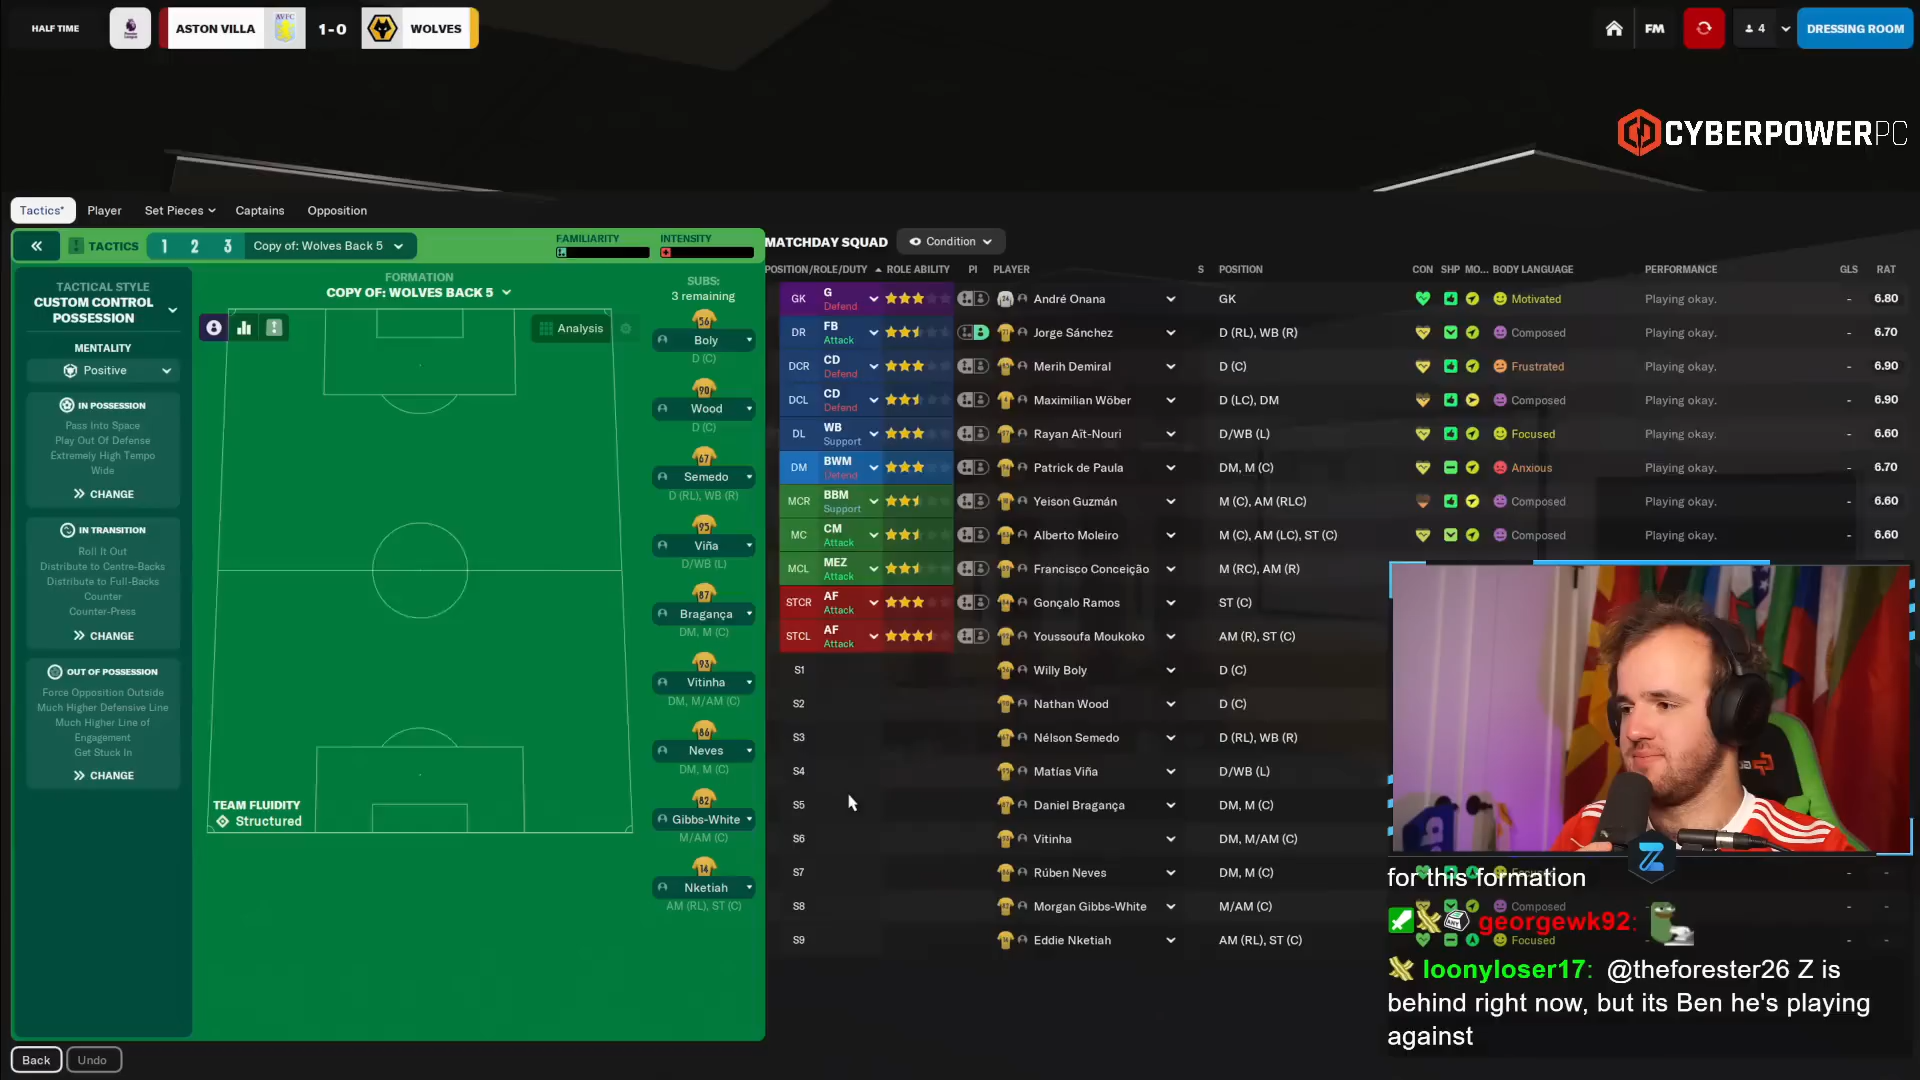 HALF TIME
ASTON VILLA
AVFC
1-0
WOLVES
FM
4
DRESSING ROOM
CYBERPOWERPC
Tactics*
Player
Set Pieces
Captains
Opposition
TACTICS
1 2 3
Copy of: Wolves Back 5
FAMILIARITY
INTENSITY
TACTICAL STYLE
CUSTOM CONTROL
POSSESSION
MENTALITY
Positive
IN POSSESSION
Pass Into Space
Play Out Of Defense
Extremely High Tempo
Wide
CHANGE
IN TRANSITION
Roll It Out
Distribute to Centre-Backs
Distribute to Full-Backs
Counter
Counter-Press
CHANGE
OUT OF POSSESSION
Force Opposition Outside
Much Higher Defensive Line
Much Higher Line of
Engagement
Get Stuck In
CHANGE
FORMATION
COPY OF: WOLVES BACK 5
Analysis
TEAM FLUIDITY
Structured
SUBS:
3 remaining
56
Boly
D (C)
90
Wood
D (C)
67
Semedo
D (RL), WB (R)
95
Viña
D/WB (L)
87
Bragança
DM, M (C)
93
Vitinha
DM, M/AM (C)
86
Neves
DM, M (C)
82
Gibbs-White
M/AM (C)
14
Nketiah
AM (RL), ST (C)
MATCHDAY SQUAD
Condition
POSITION/ROLE/DUTY ROLE ABILITY PI PLAYER S POSITION CON SHP MO... BODY LANGUAGE PERFORMANCE GLS RAT
GK G Defend André Onana GK Motivated Playing okay. - 6.80
DR FB Attack Jorge Sánchez D (RL), WB (R) Composed Playing okay. - 6.70
DCR CD Defend Merih Demiral D (C) Frustrated Playing okay. - 6.90
DCL CD Defend Maximilian Wöber D (LC), DM Composed Playing okay. - 6.90
DL WB Support Rayan Aït-Nouri D/WB (L) Focused Playing okay. - 6.60
DM BWM Defend Patrick de Paula DM, M (C) Anxious Playing okay. - 6.70
MCR BBM Support Yeison Guzmán M (C), AM (RLC) Composed Playing okay. - 6.60
MC CM Attack Alberto Moleiro M (C), AM (LC), ST (C) Composed Playing okay. - 6.60
MCL MEZ Attack Francisco Conceição M (RC), AM (R)
STCR AF Attack Gonçalo Ramos ST (C)
STCL AF Attack Youssoufa Moukoko AM (R), ST (C)
S1 Willy Boly D (C)
S2 Nathan Wood D (C)
S3 Nélson Semedo D (RL), WB (R)
S4 Matías Viña D/WB (L)
S5 Daniel Bragança DM, M (C)
S6 Vitinha DM, M/AM (C)
S7 Rúben Neves DM, M (C) - -
S8 Morgan Gibbs-White M/AM (C) Composed - -
S9 Eddie Nketiah AM (RL), ST (C) Focused - -
for this formation
georgewk92:
loonyloser17: @theforester26 Z is
behind right now, but its Ben he's playing
against
Back
Undo